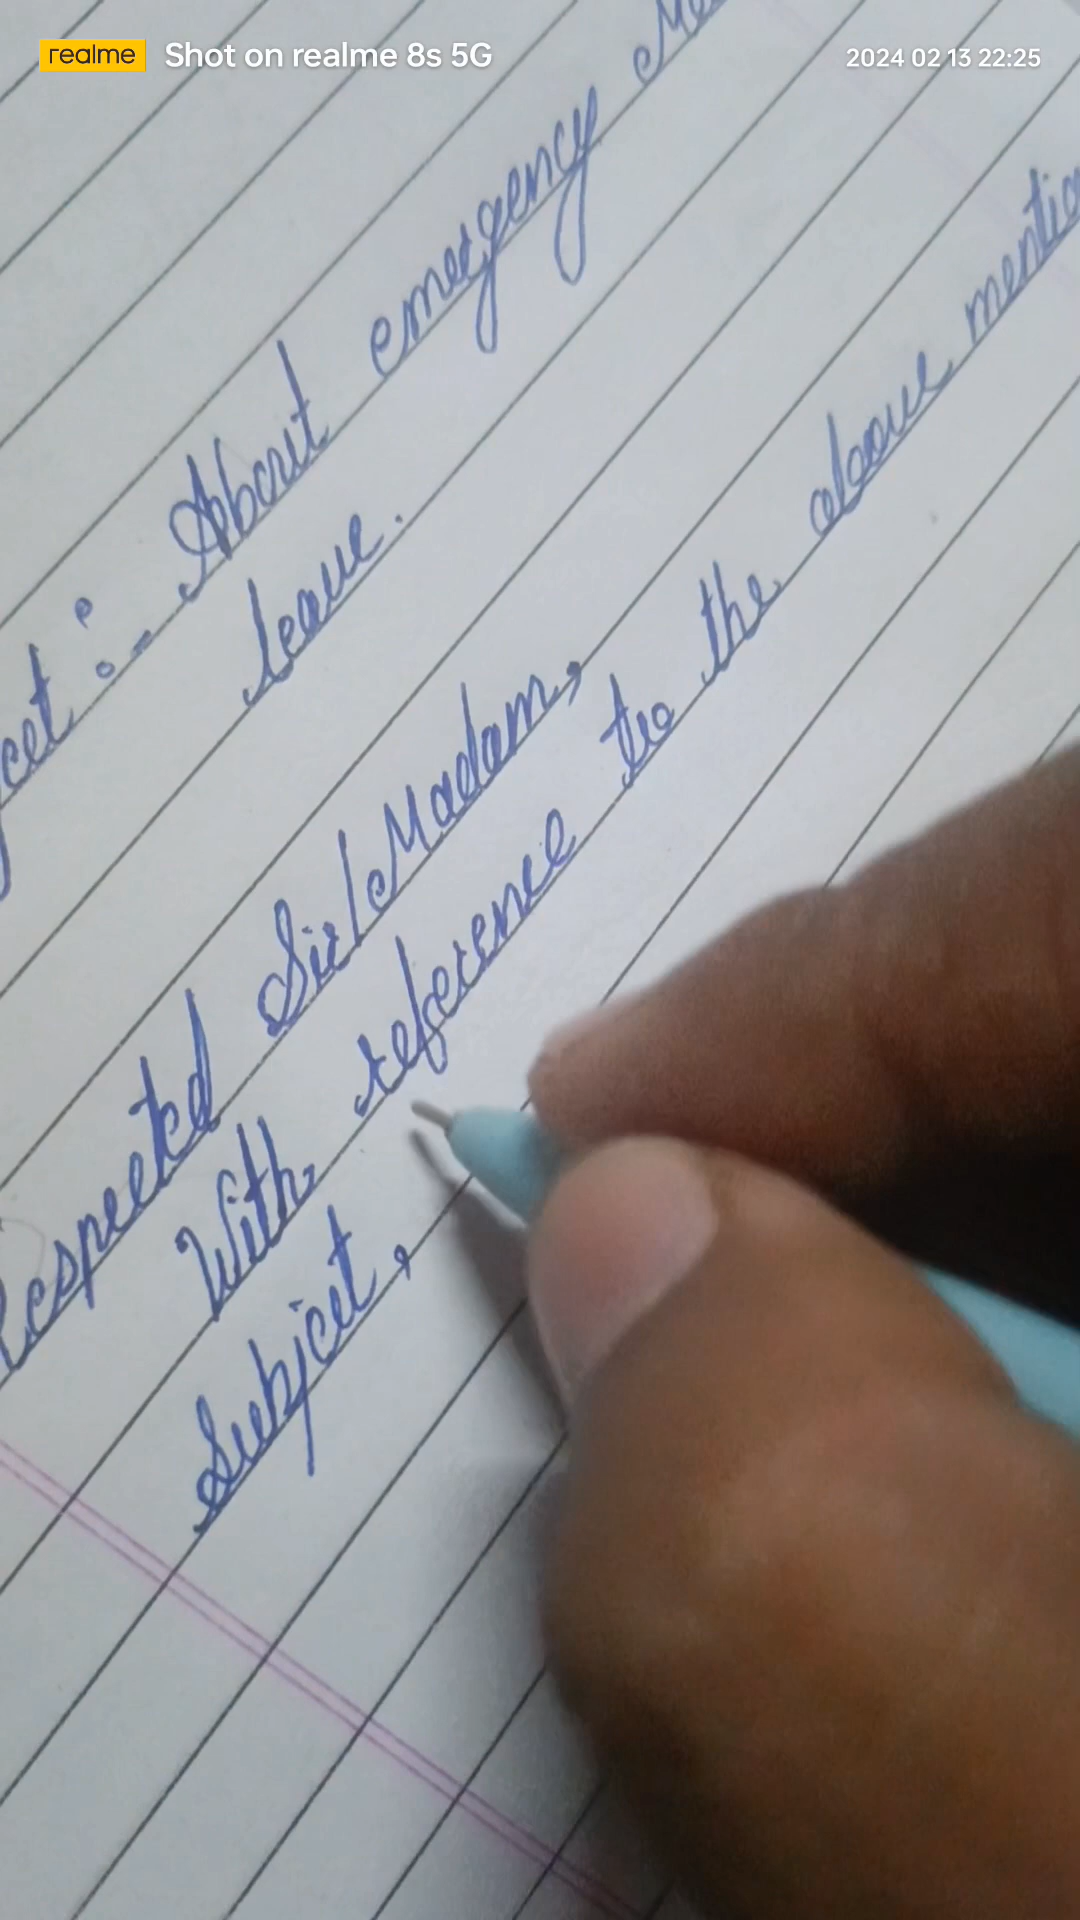 realme Shot on realme 8s 5G
2024 02 13 22:25
:- About emergency
leave.
Respected Sir/Madam,
With reference to the above
Subject,